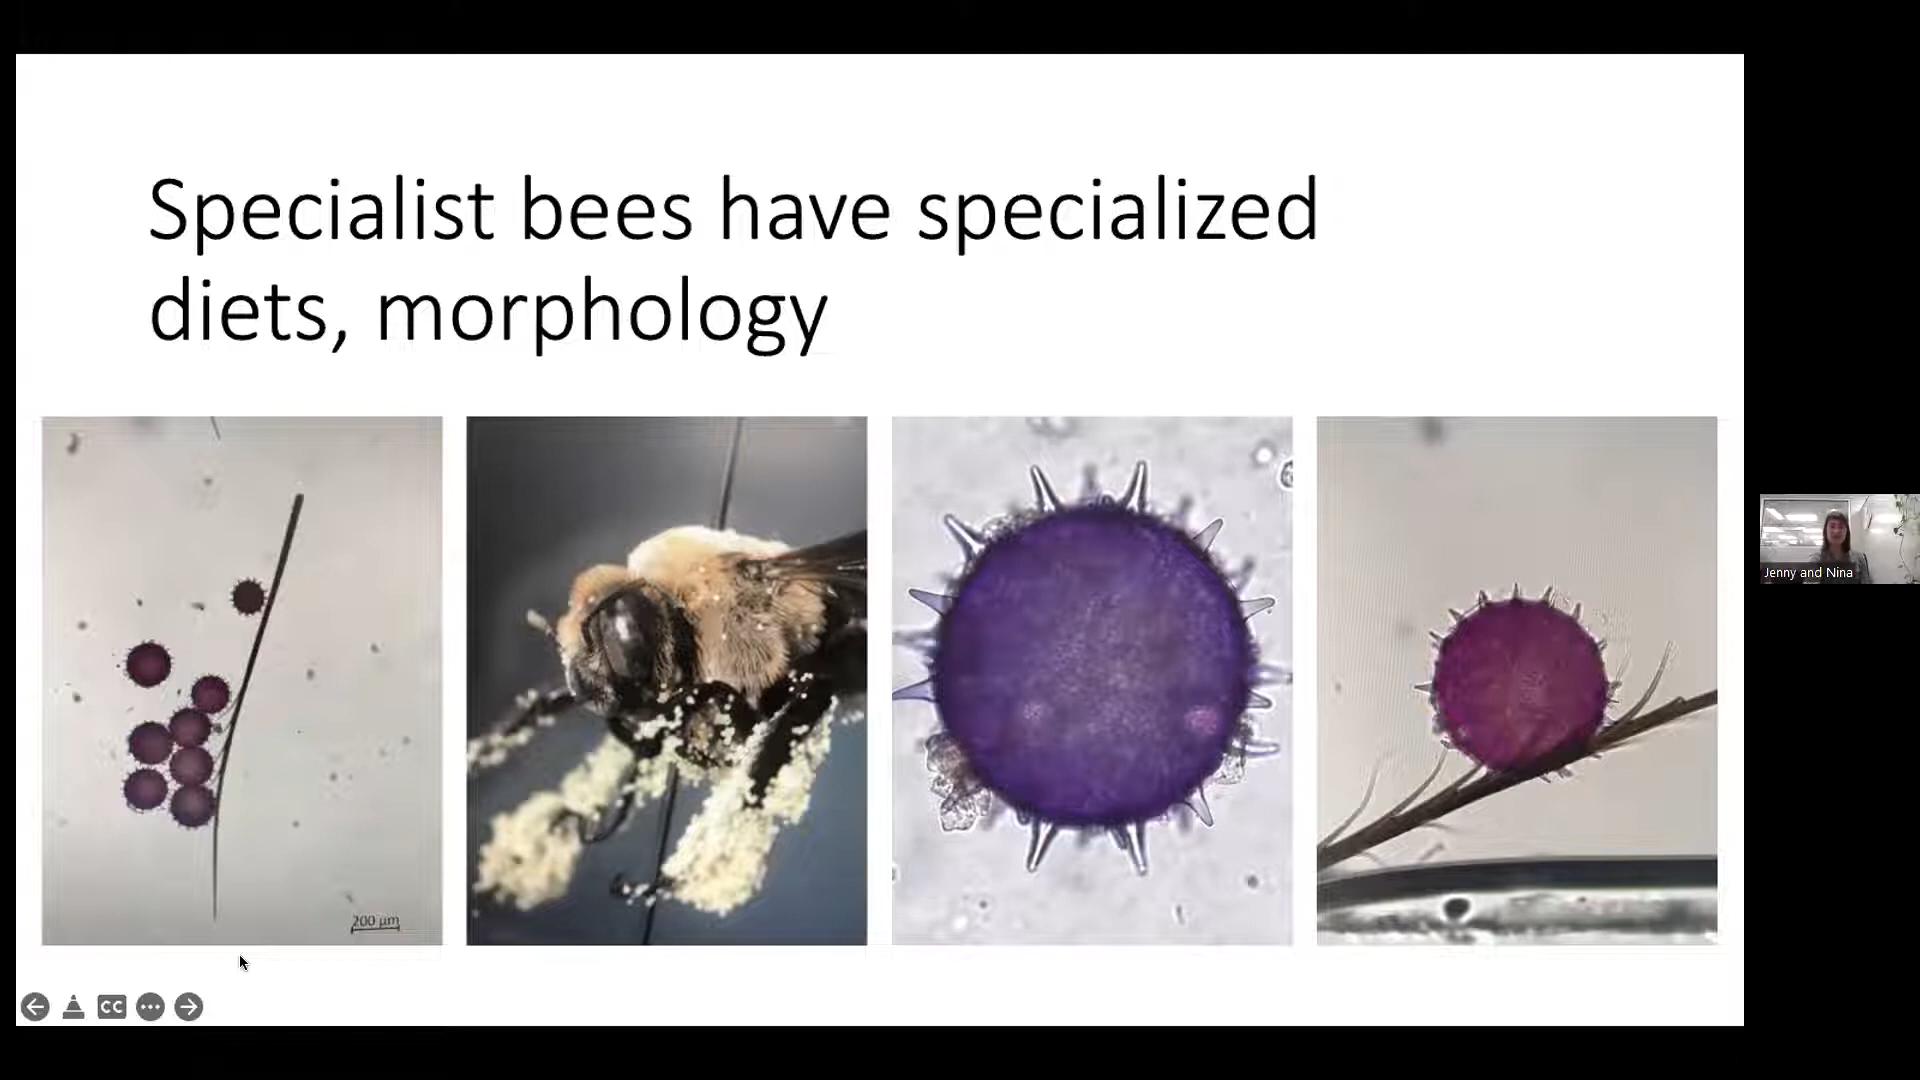 Specialist bees have specialized
diets, morphology
200 µm
CC
Jenny and Nina